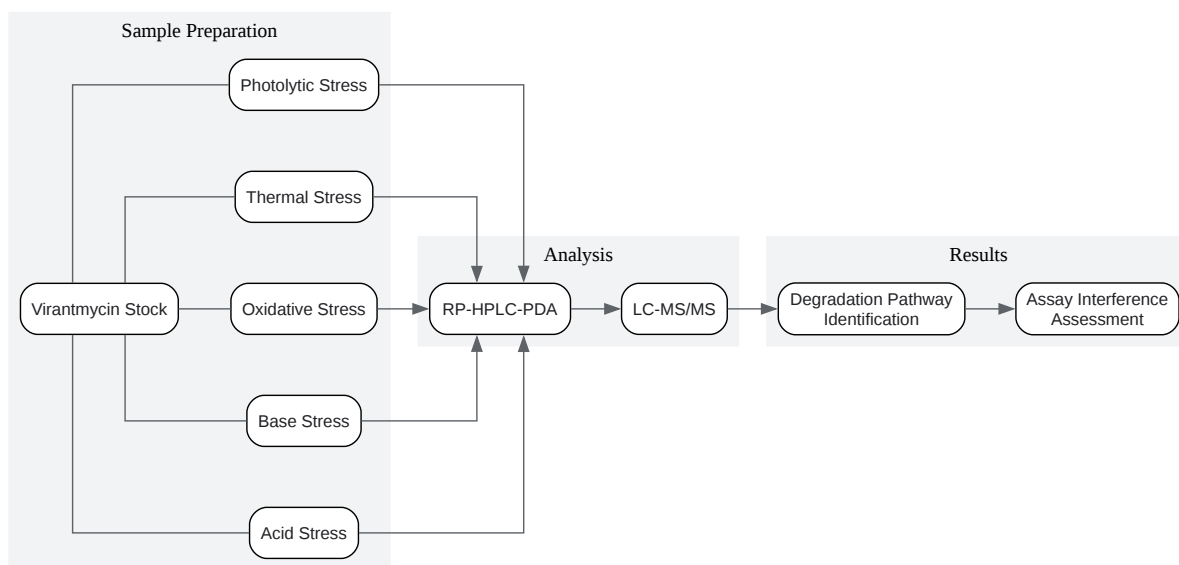 Sample Preparation
Photolytic Stress
Thermal Stress
Analysis
Results
Virantmycin Stock
Oxidative Stress
RP-HPLC-PDA
LC-MS/MS
Degradation Pathway
Identification
Assay Interference
Assessment
Base Stress
Acid Stress